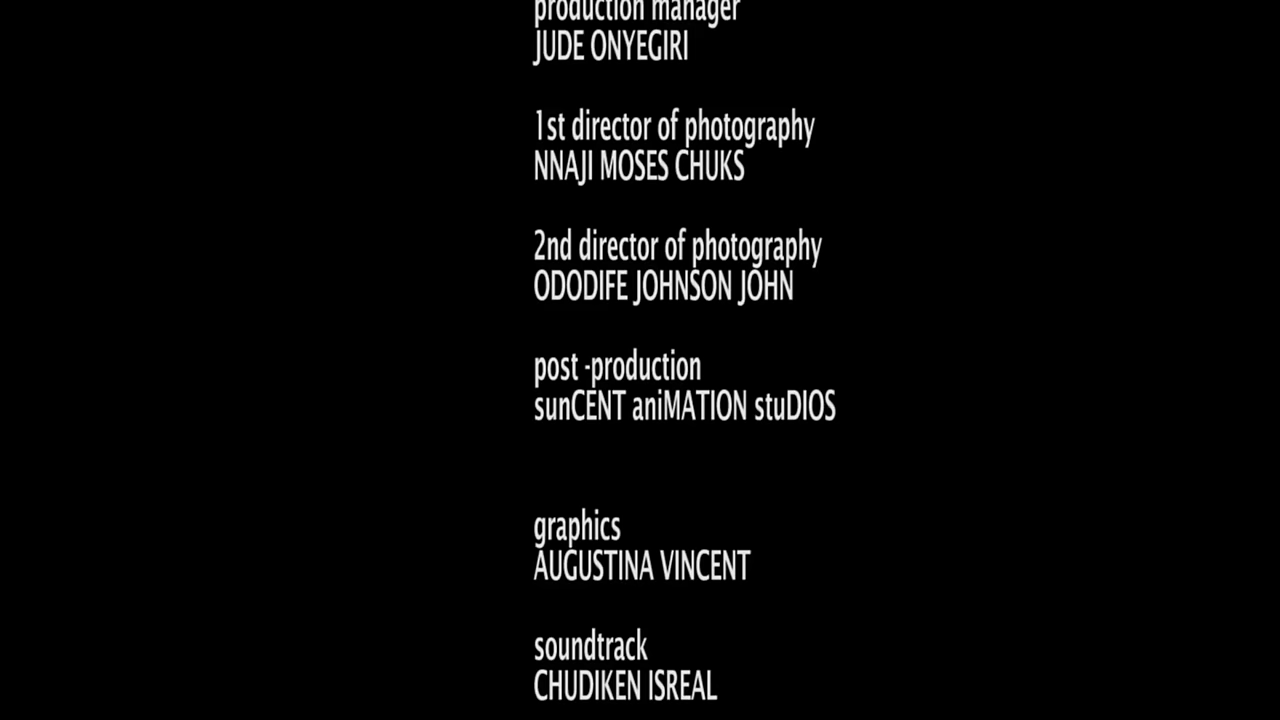 production manager
JUDE ONYEGIRI
1st director of photography
NNAJI MOSES CHUKS
2nd director of photography
ODODIFE JOHNSON JOHN
post -production
sunCENT aniMATION stuDIOS
graphics
AUGUSTINA VINCENT
soundtrack
CHUDIKEN ISREAL